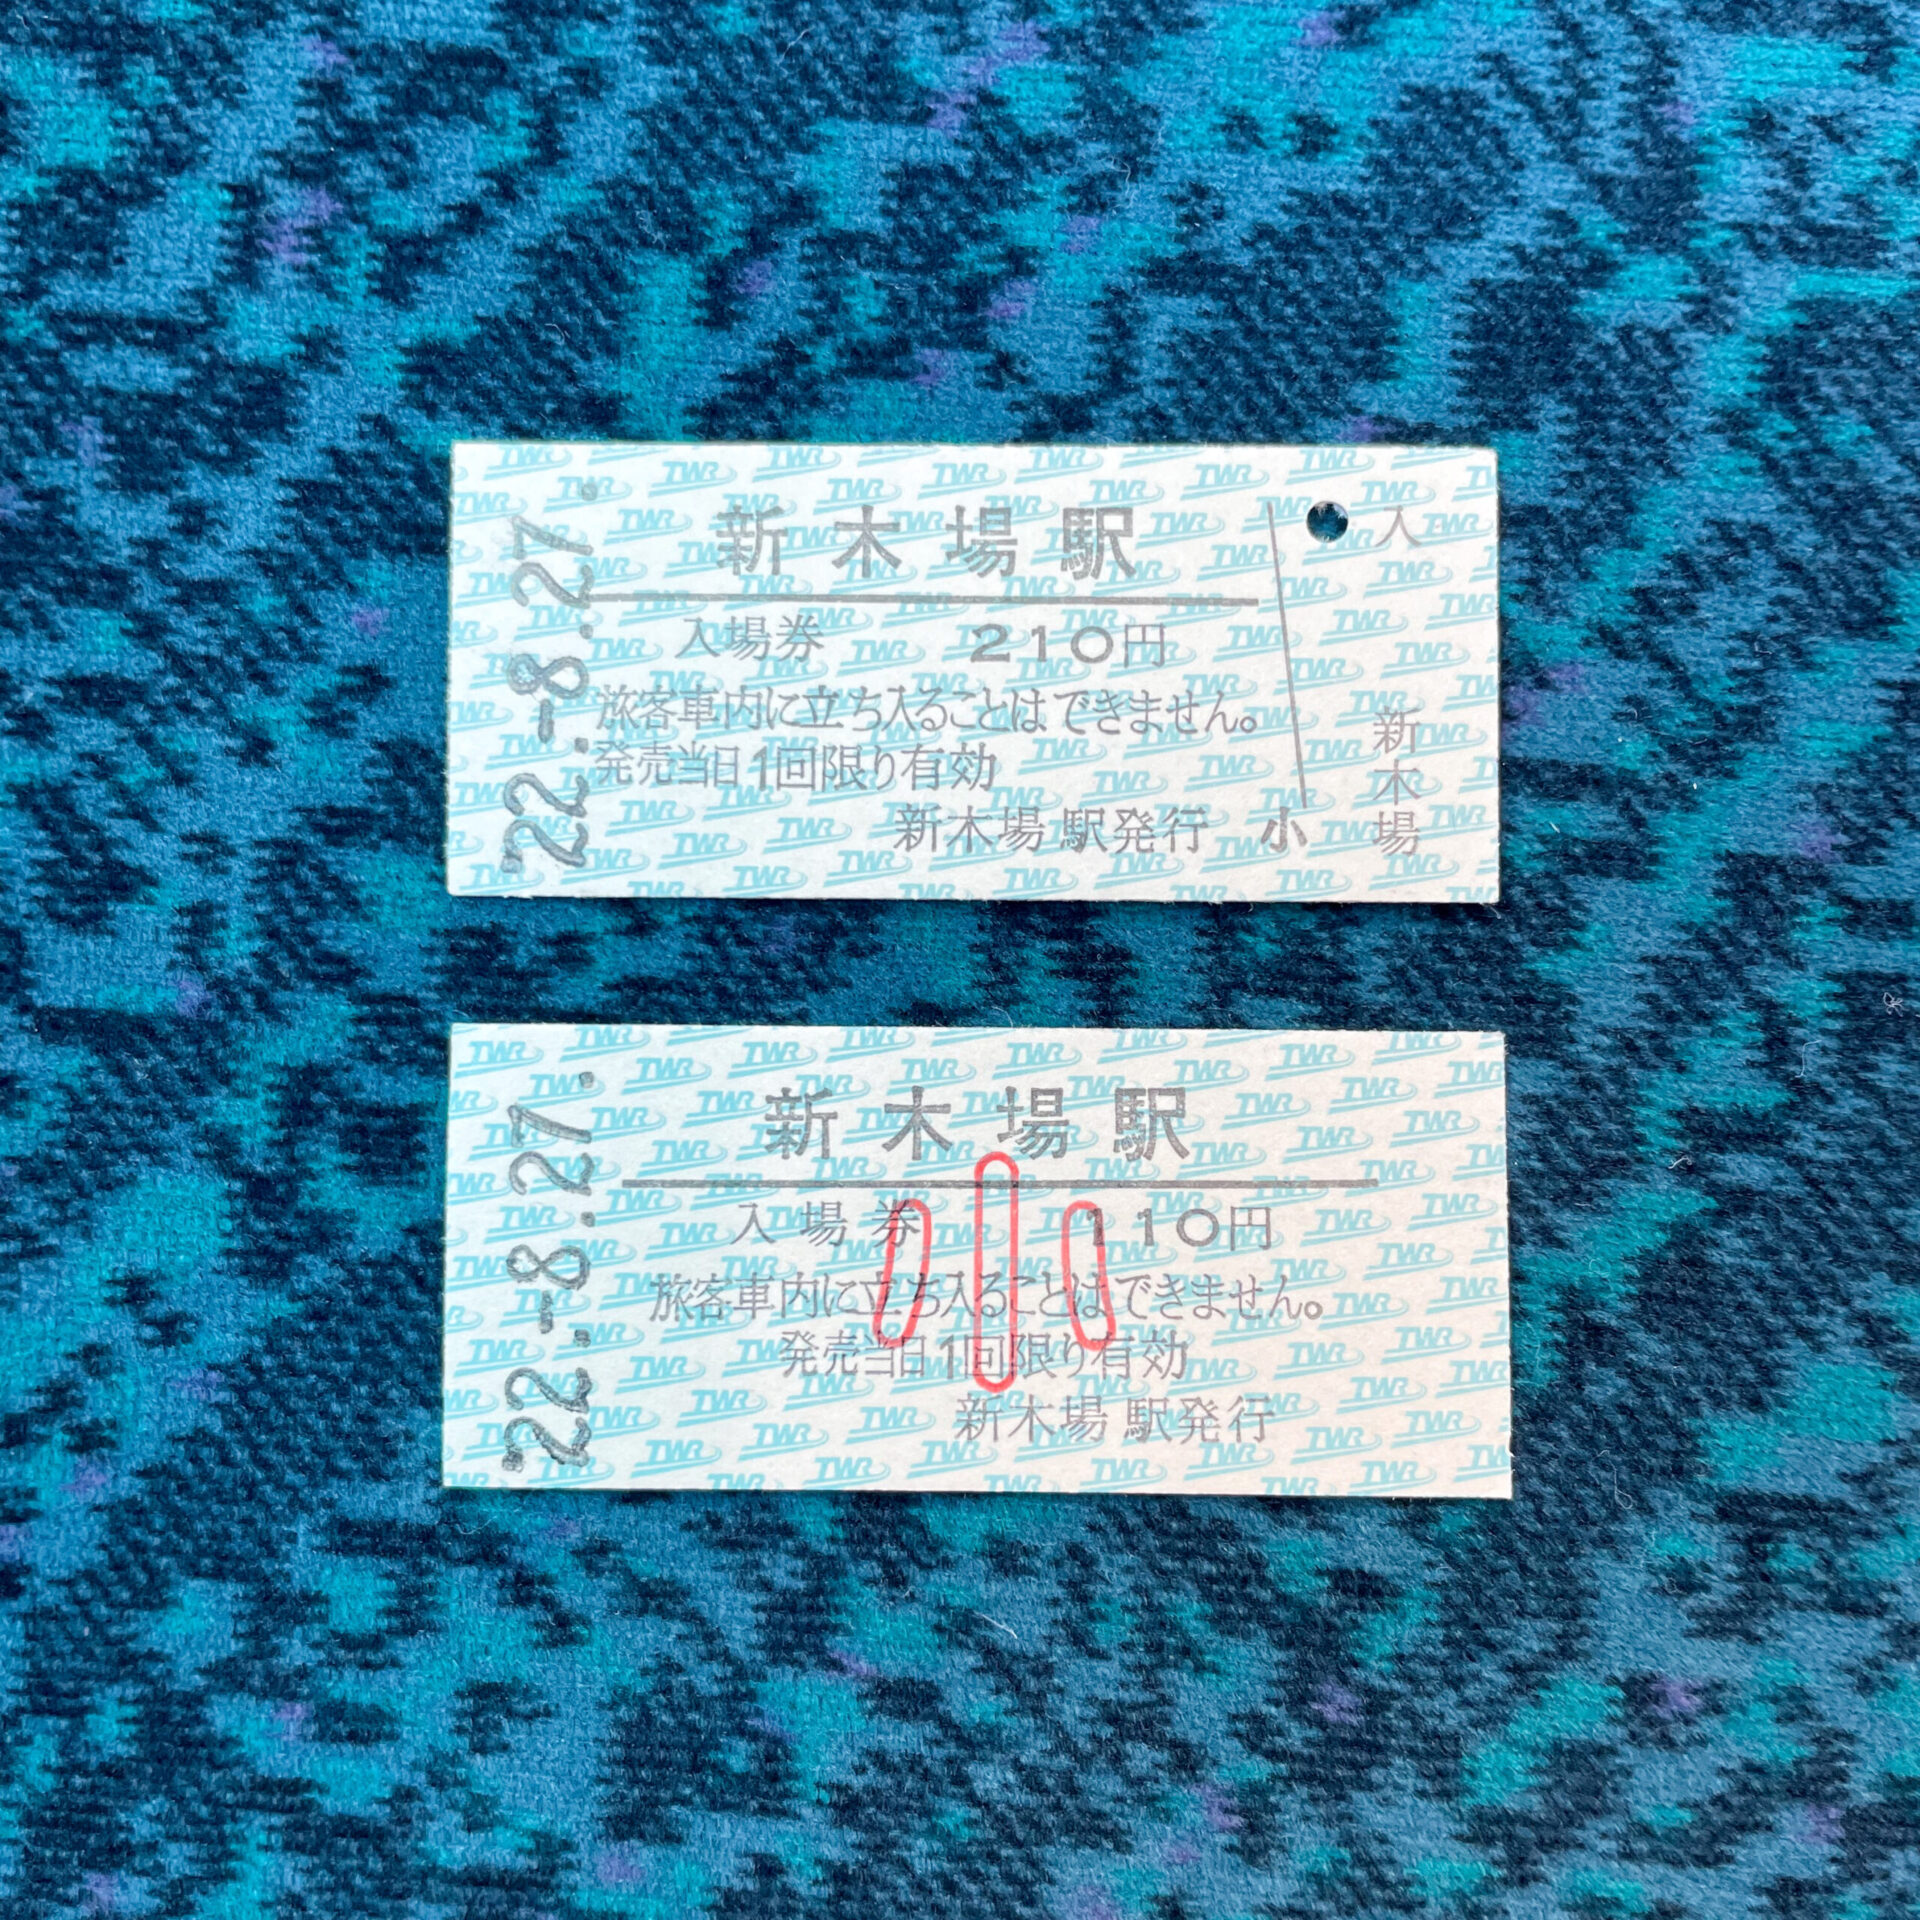 新木場駅
入場券 210円
旅客車内に立ち入ることはできません。
発売当日1回限り有効
新木場駅発行
小
入
新木場
22.-8.27.
新木場駅
入場券 110円
旅客車内に立ち入ることはできません。
発売当日1回限り有効
新木場駅発行
小
22.-8.27.
TWR